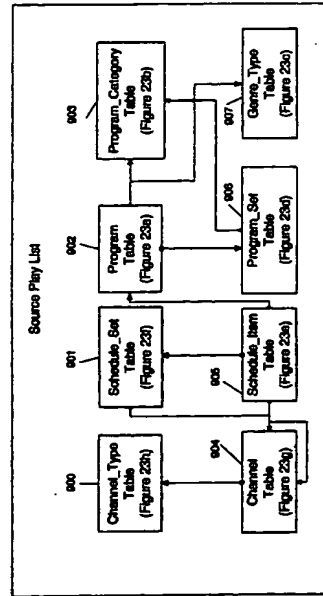 Source Play List
900
Channel_Type
Table
(Figure 23h)
901
Schedule_Set
Table
(Figure 23f)
902
Program
Table
(Figure 23a)
903
Program_Category
Table
(Figure 23b)
904
Channel
Table
(Figure 23g)
905
Schedule_Item
Table
(Figure 23e)
906
Program_Set
Table
(Figure 23d)
907
Genre_Type
Table
(Figure 23c)